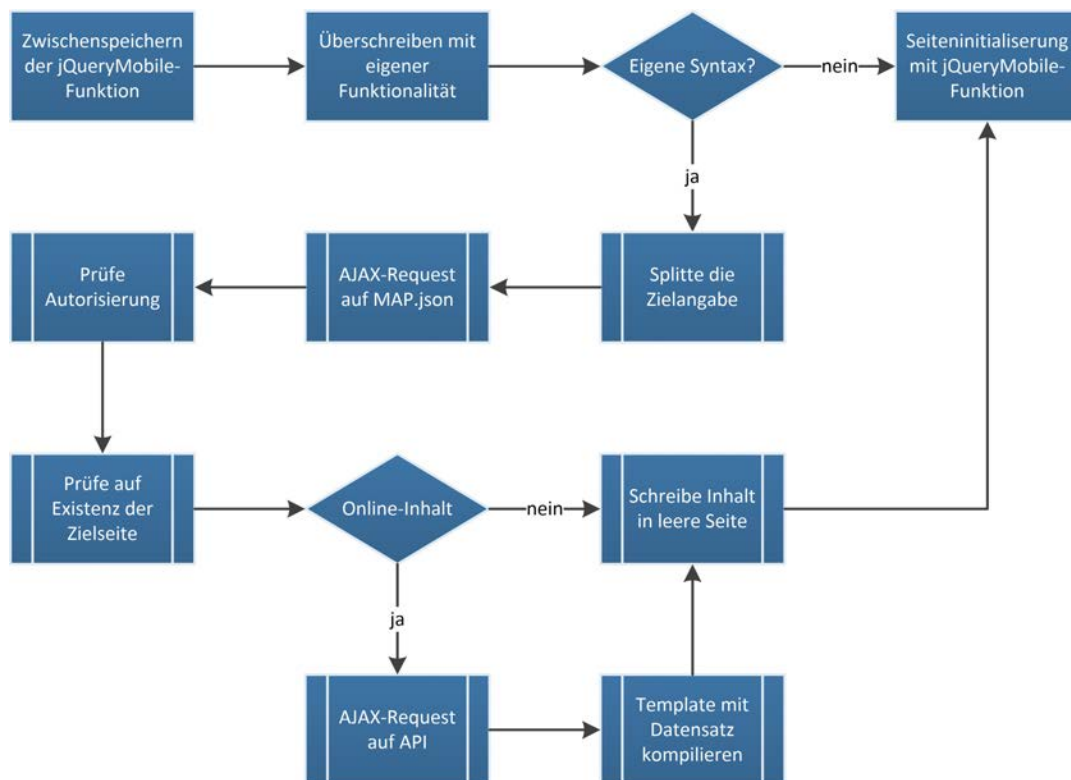 Zwischenspeichern
der jQueryMobile-
Funktion
Überschreiben mit
eigener
Funktionalität
Eigene Syntax?
nein
Seiteninitialiserung
mit jQueryMobile-
Funktion
ja
Prüfe
Autorisierung
AJAX-Request
auf MAP.json
Splitte die
Zielangabe
Prüfe auf
Existenz der
Zielseite
Online-Inhalt
nein
Schreibe Inhalt
in leere Seite
ja
AJAX-Request
auf API
Template mit
Datensatz
kompilieren